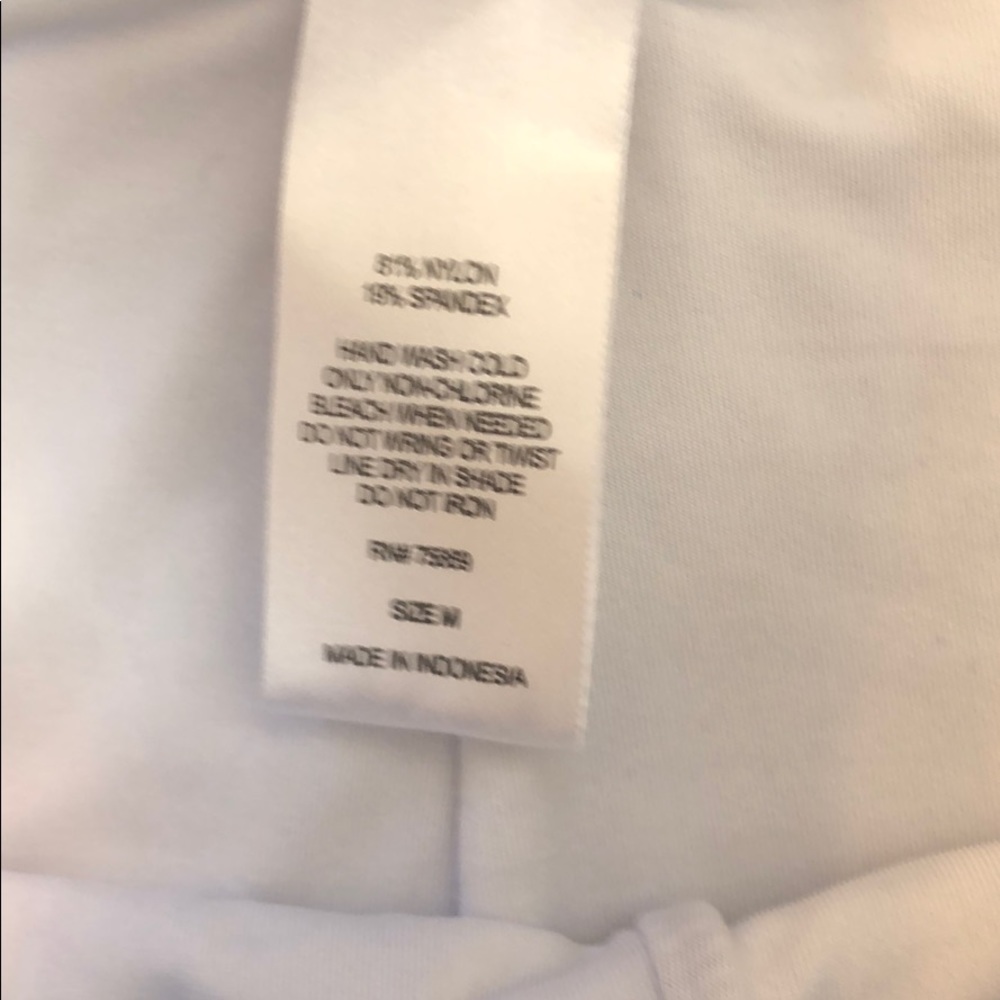 81% NYLON
19% SPANDEX
HAND WASH COLD
ONLY NON-CHLORINE
BLEACH WHEN NEEDED
DO NOT WRING OR TWIST
LINE DRY IN SHADE
DO NOT IRON
RN#
SIZE M
MADE IN INDONESIA